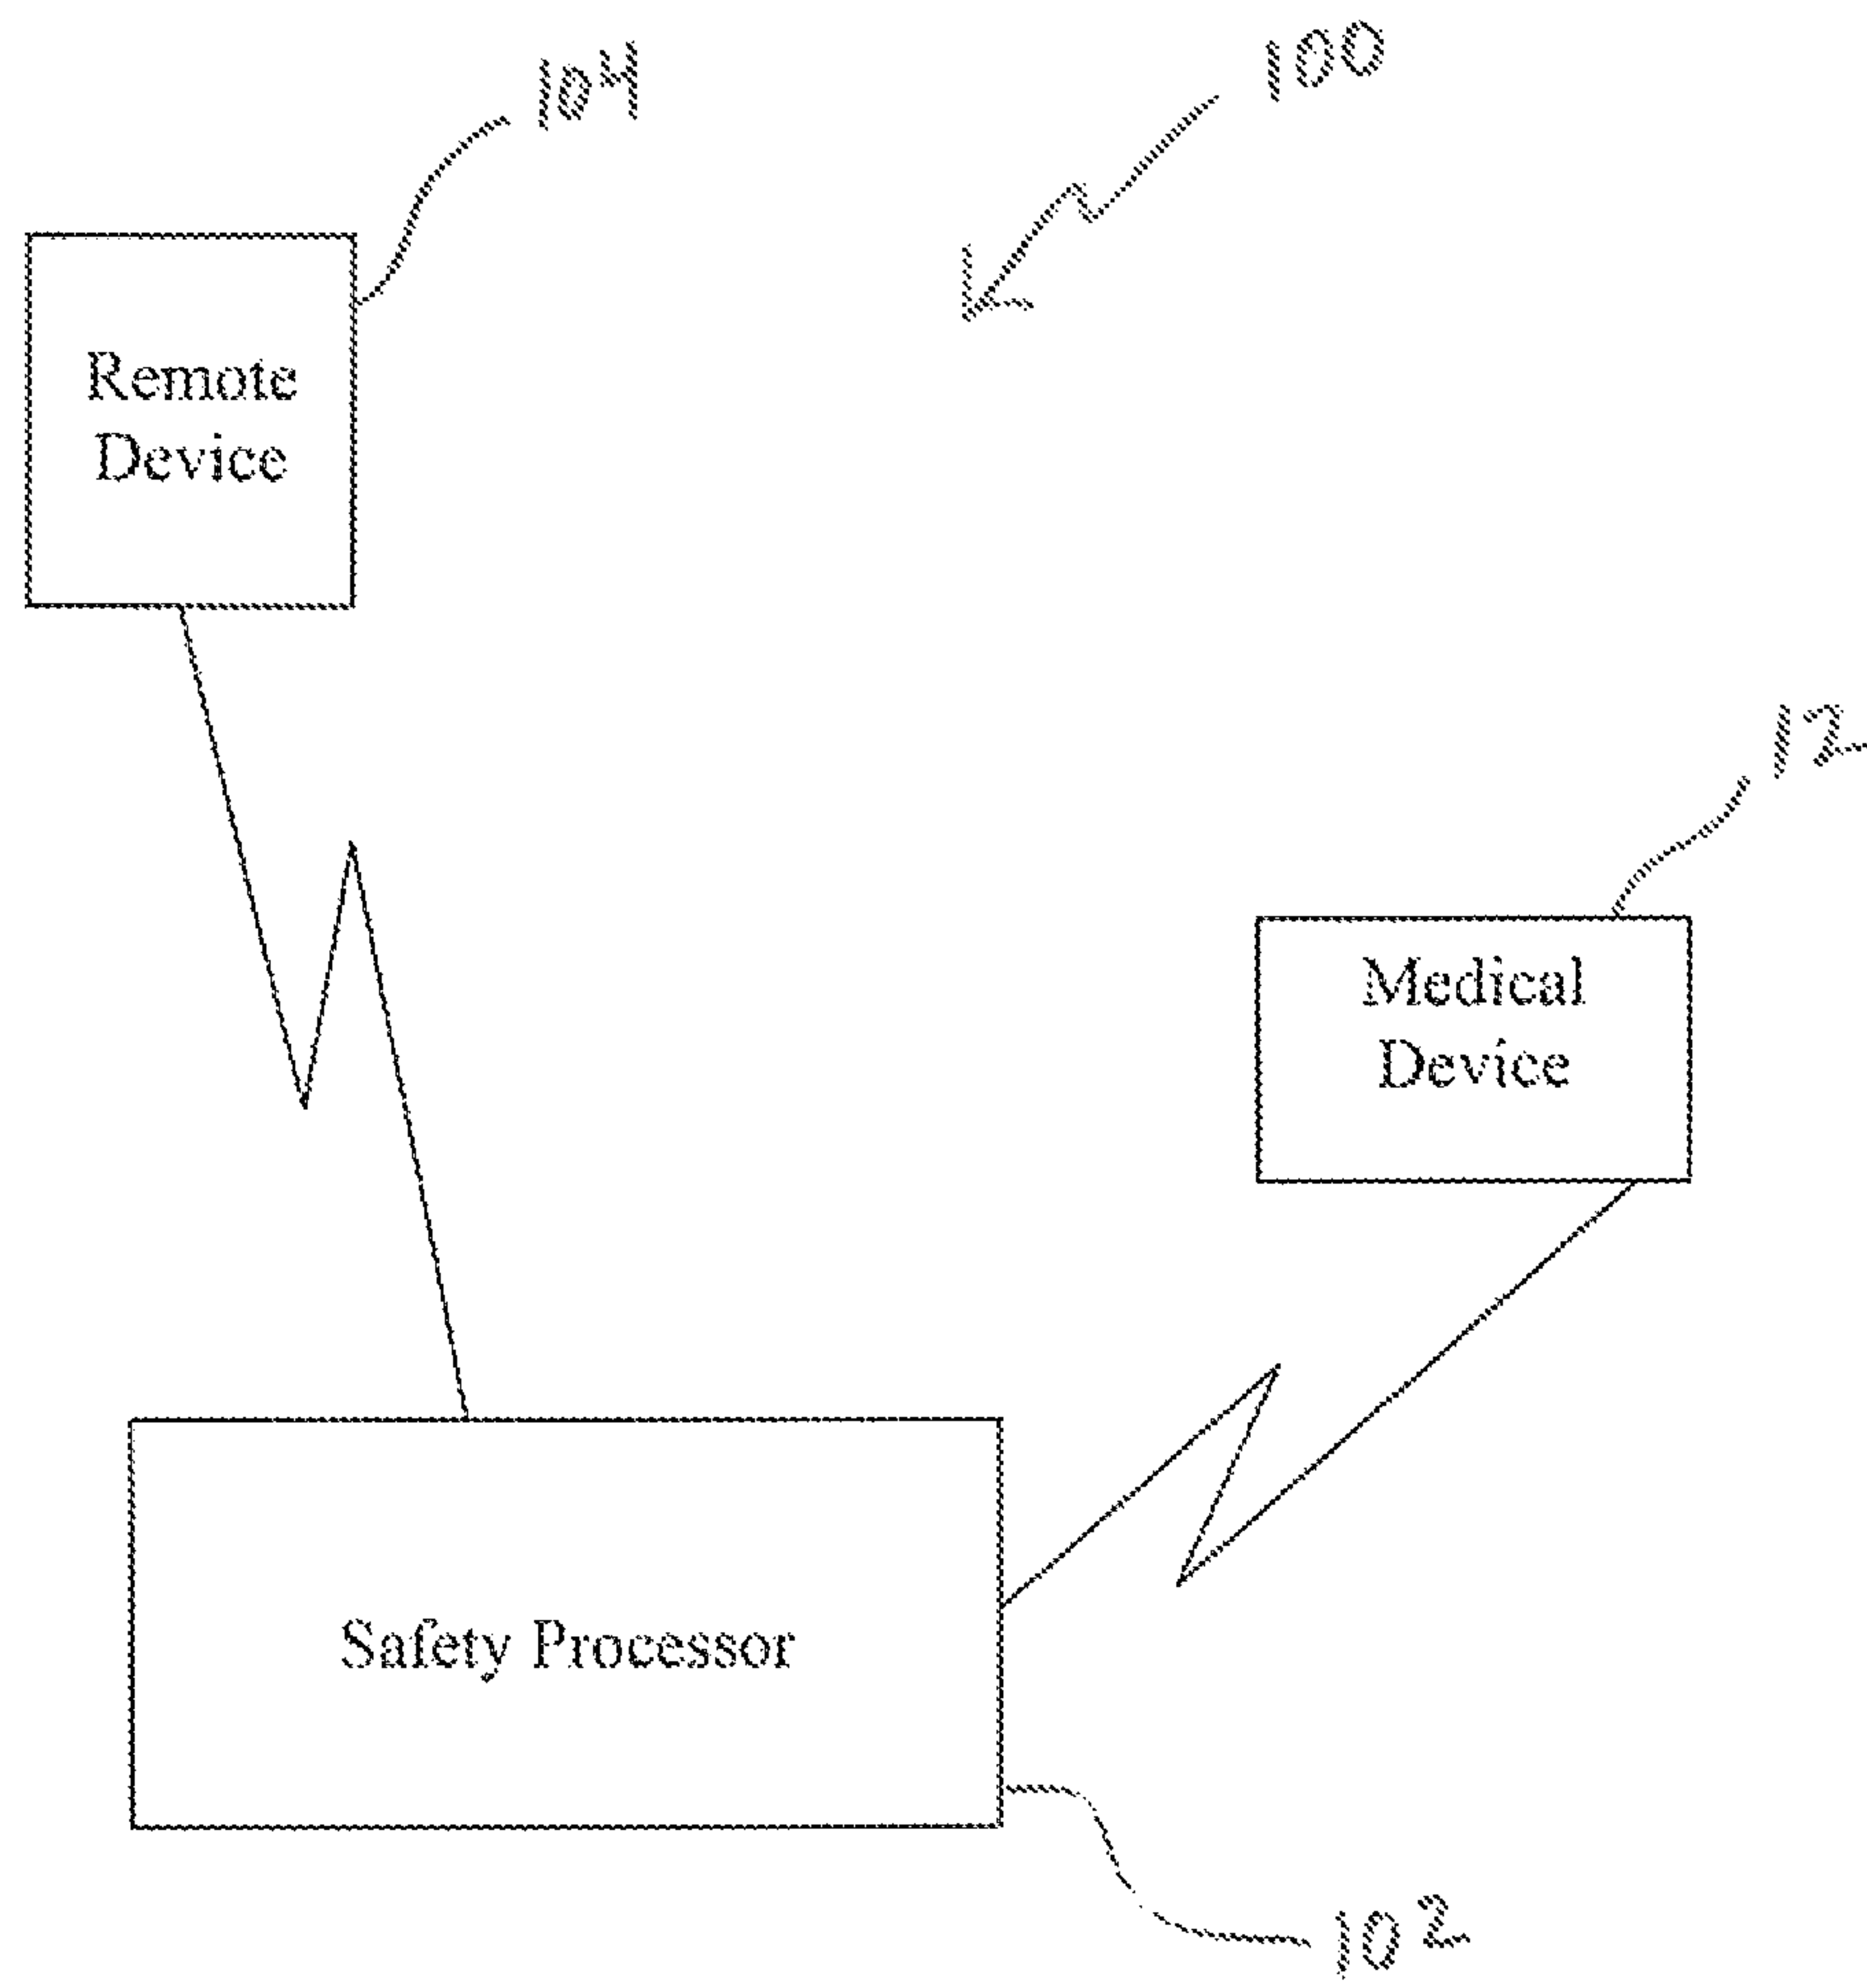 104
100
Remote
Device
12
Medical
Device
Safety Processor
102